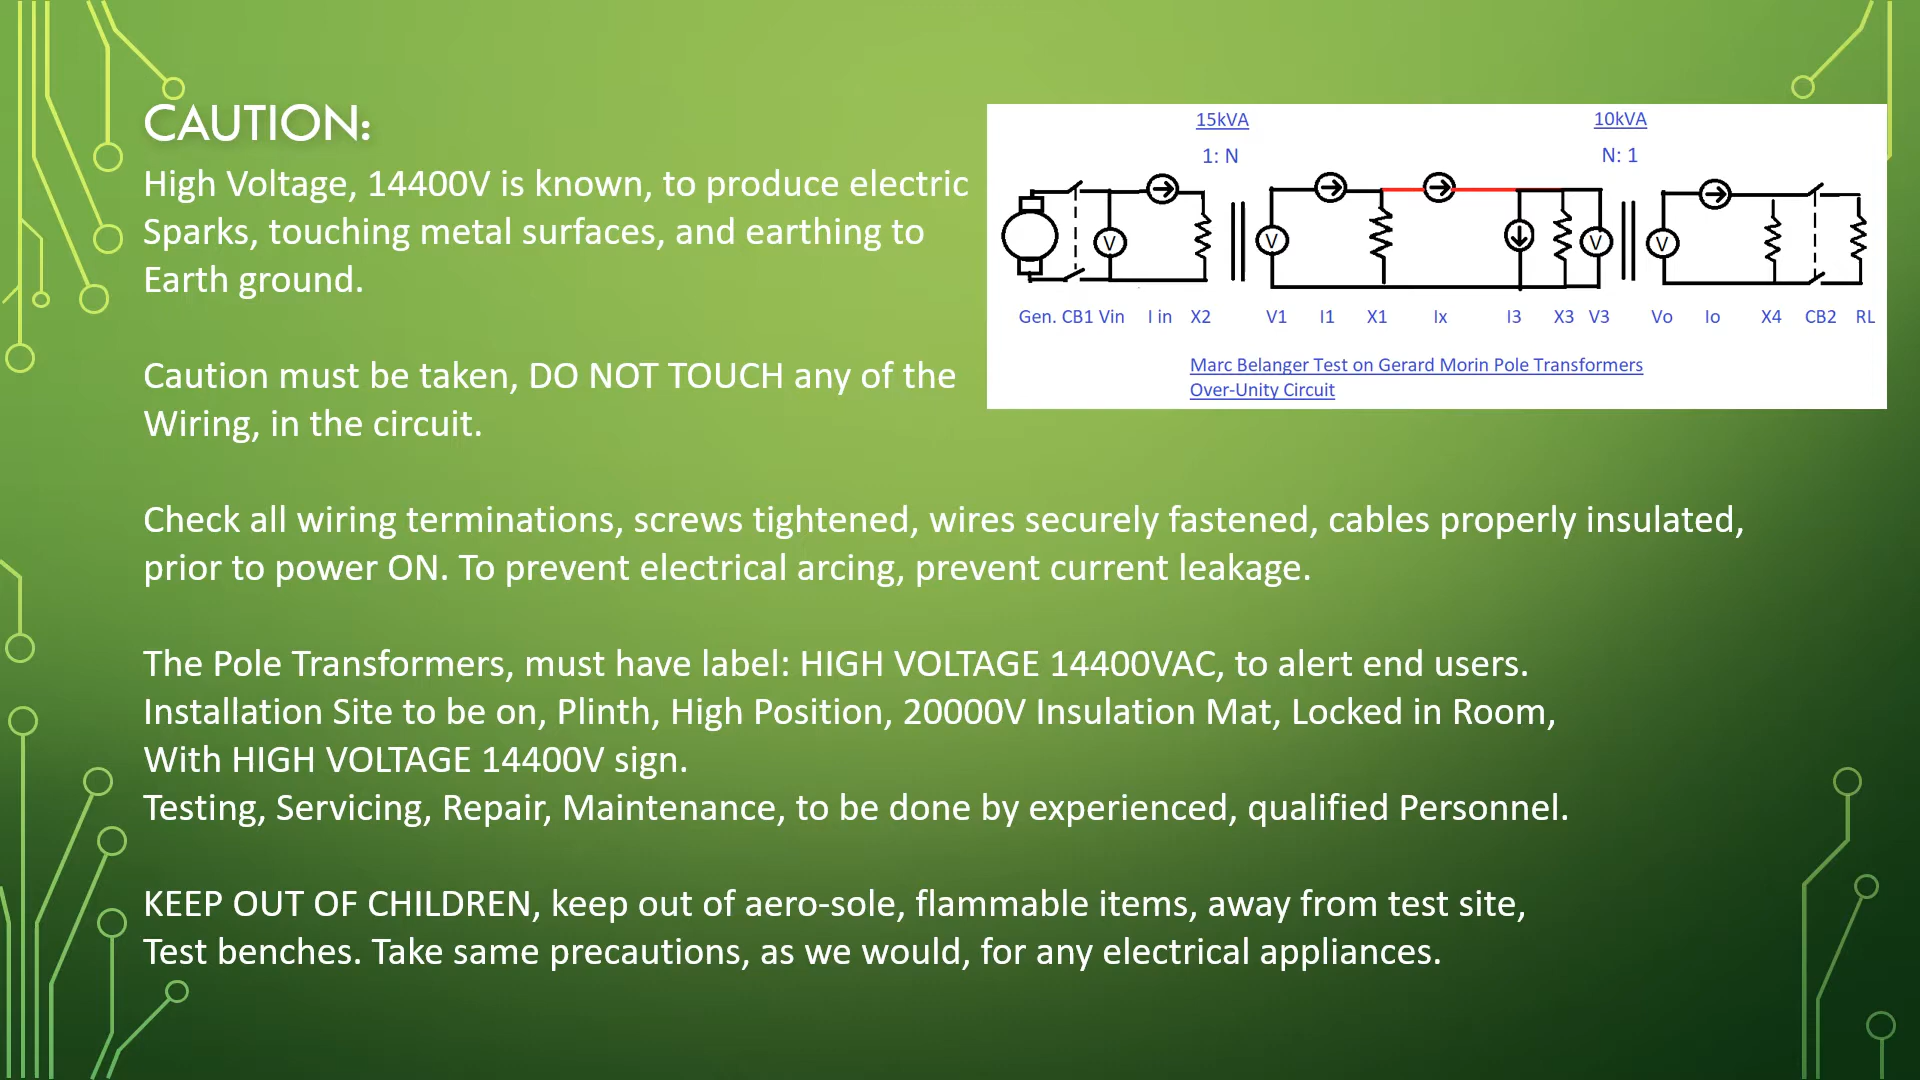 CAUTION:
High Voltage, 14400V is known, to produce electric
Sparks, touching metal surfaces, and earthing to
Earth ground.
Caution must be taken, DO NOT TOUCH any of the
Wiring, in the circuit.
15kVA
10kVA
1: N
N: 1
V
V
V
V
Gen. CB1 Vin I in X2 V1 I1 X1 Ix I3 X3 V3 Vo Io X4 CB2 RL
Marc Belanger Test on Gerard Morin Pole Transformers
Over-Unity Circuit
Check all wiring terminations, screws tightened, wires securely fastened, cables properly insulated,
prior to power ON. To prevent electrical arcing, prevent current leakage.
The Pole Transformers, must have label: HIGH VOLTAGE 14400VAC, to alert end users.
Installation Site to be on, Plinth, High Position, 20000V Insulation Mat, Locked in Room,
With HIGH VOLTAGE 14400V sign.
Testing, Servicing, Repair, Maintenance, to be done by experienced, qualified Personnel.
KEEP OUT OF CHILDREN, keep out of aero-sole, flammable items, away from test site,
Test benches. Take same precautions, as we would, for any electrical appliances.